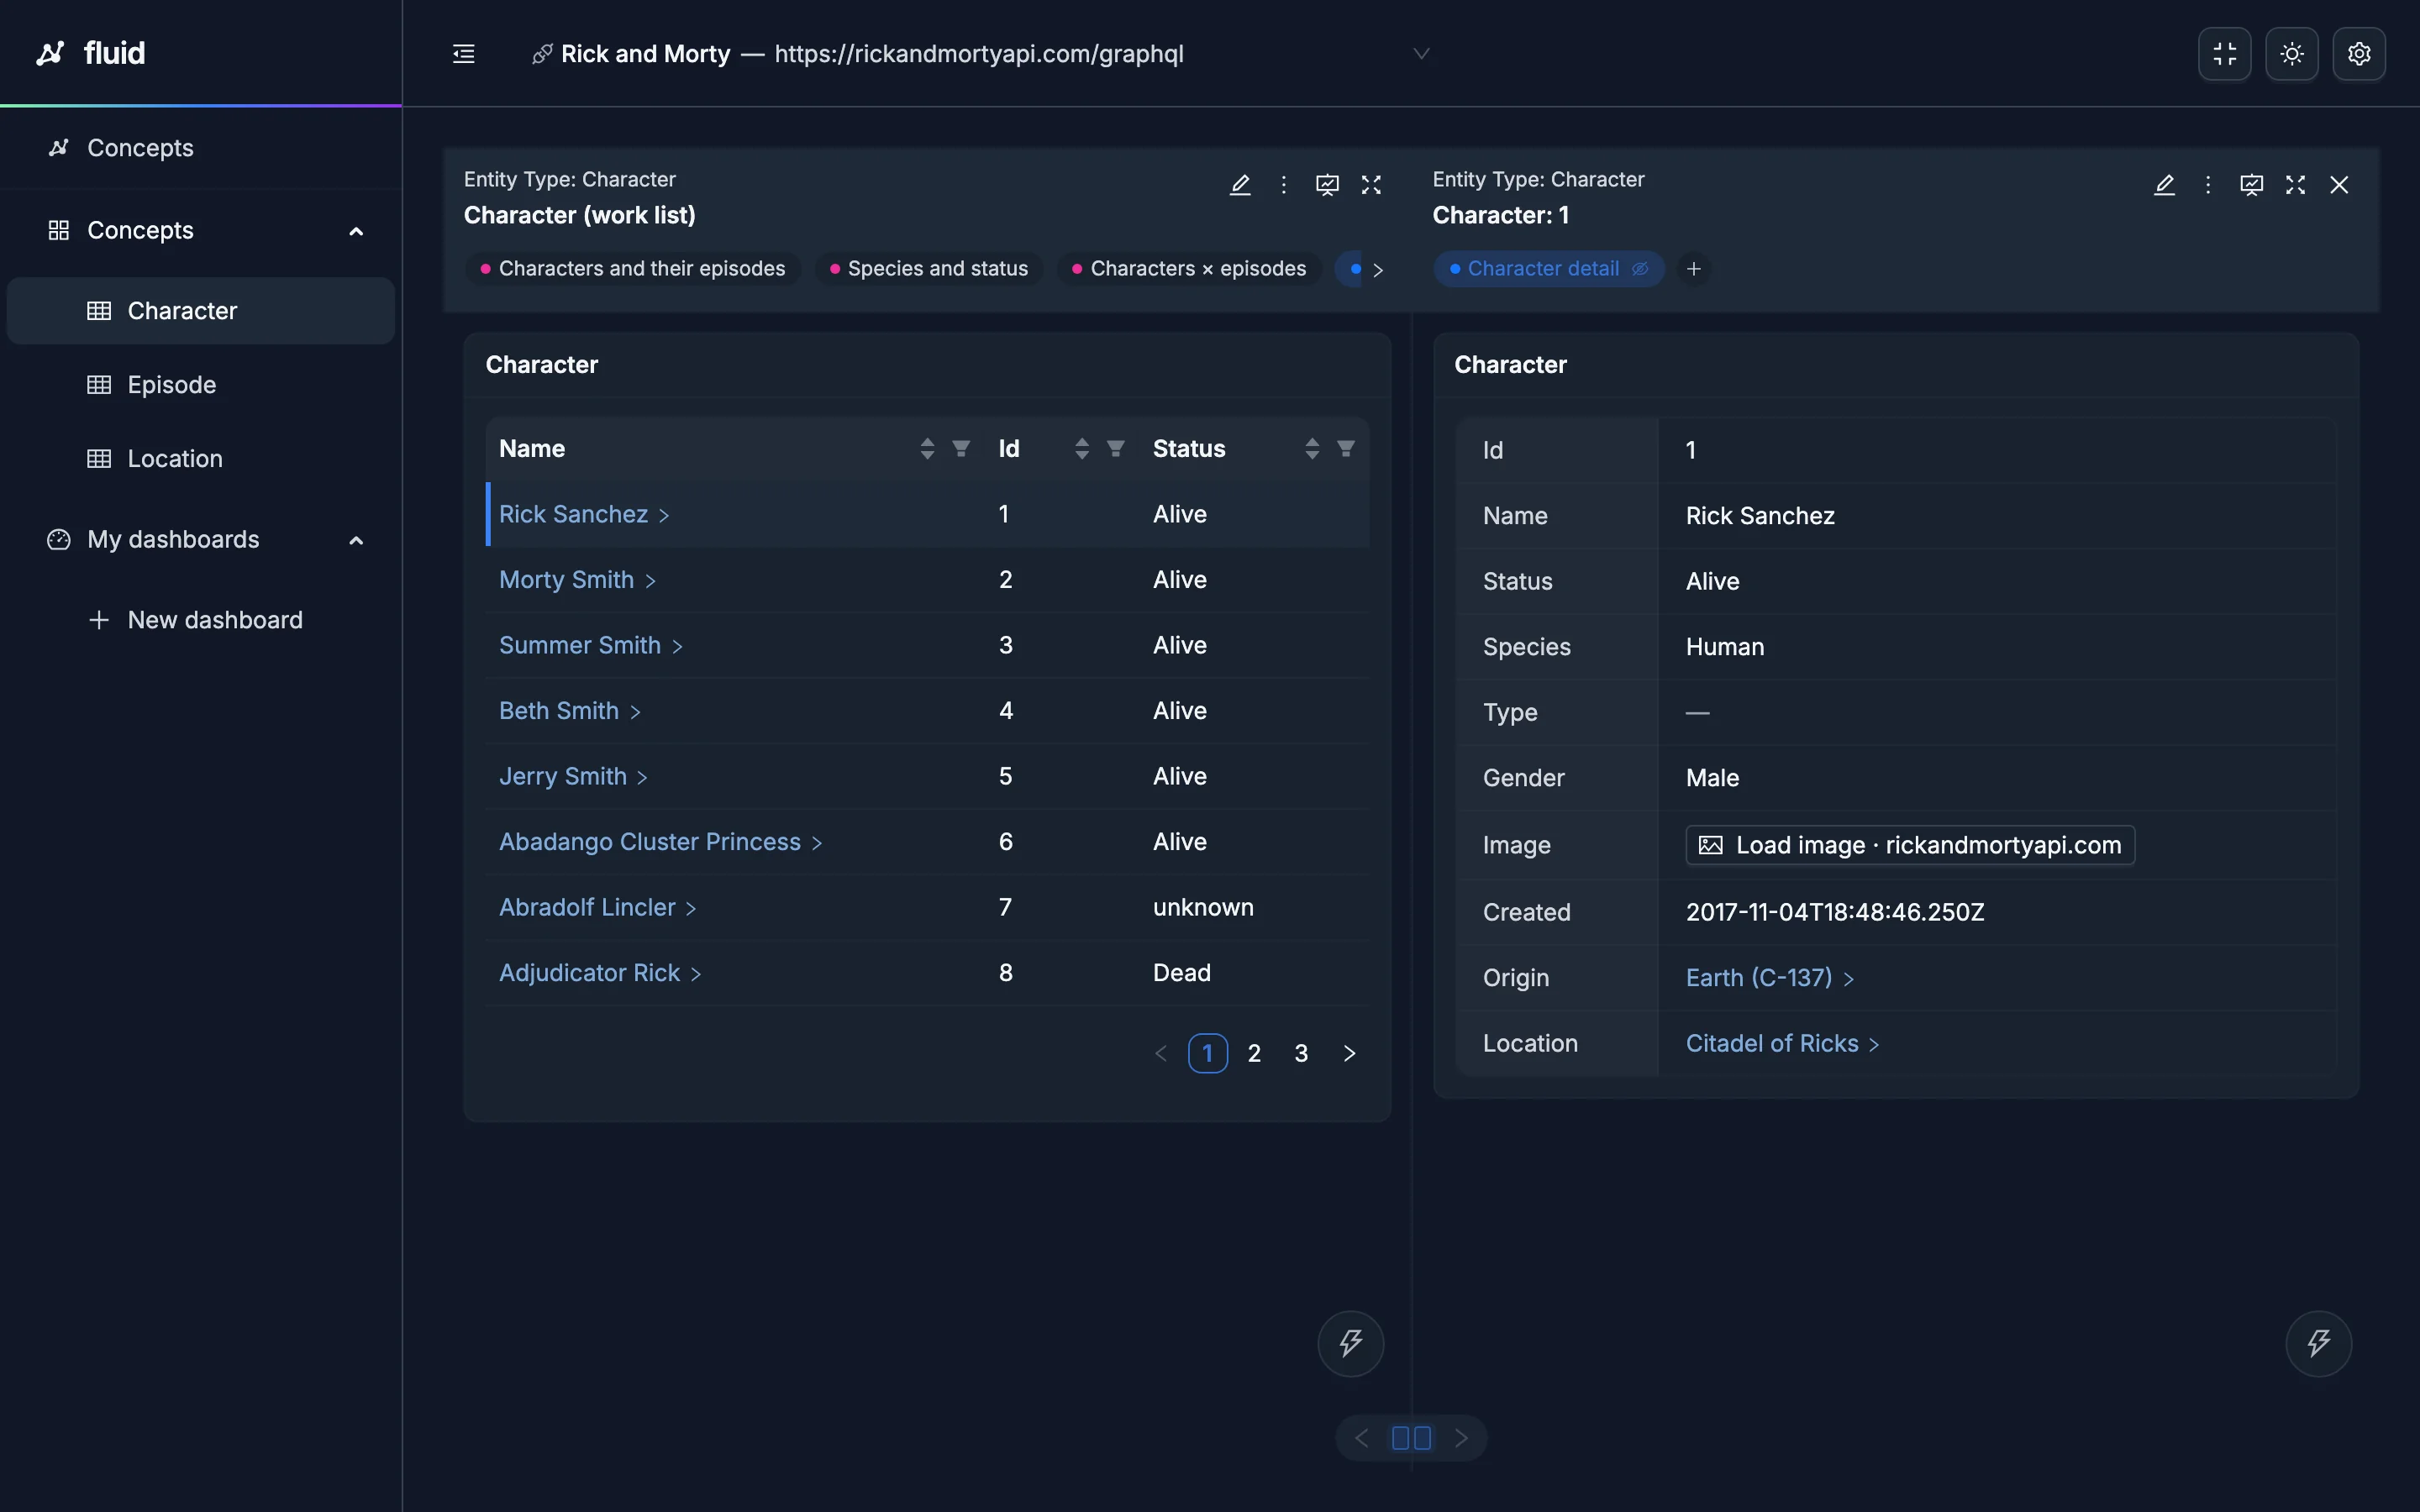 fluid
Rick and Morty — https://rickandmortyapi.com/graphql
Concepts
Concepts
Character
Episode
Location
My dashboards
New dashboard
Entity Type: Character
Character (work list)
Characters and their episodes
Species and status
Characters × episodes
Character
Name Id Status
Rick Sanchez > 1 Alive
Morty Smith > 2 Alive
Summer Smith > 3 Alive
Beth Smith > 4 Alive
Jerry Smith > 5 Alive
Abadango Cluster Princess > 6 Alive
Abradolf Lincler > 7 unknown
Adjudicator Rick > 8 Dead
< 1 2 3 >
Entity Type: Character
Character: 1
Character detail
Character
Id 1
Name Rick Sanchez
Status Alive
Species Human
Type —
Gender Male
Image Load image · rickandmortyapi.com
Created 2017-11-04T18:48:46.250Z
Origin Earth (C-137) >
Location Citadel of Ricks >